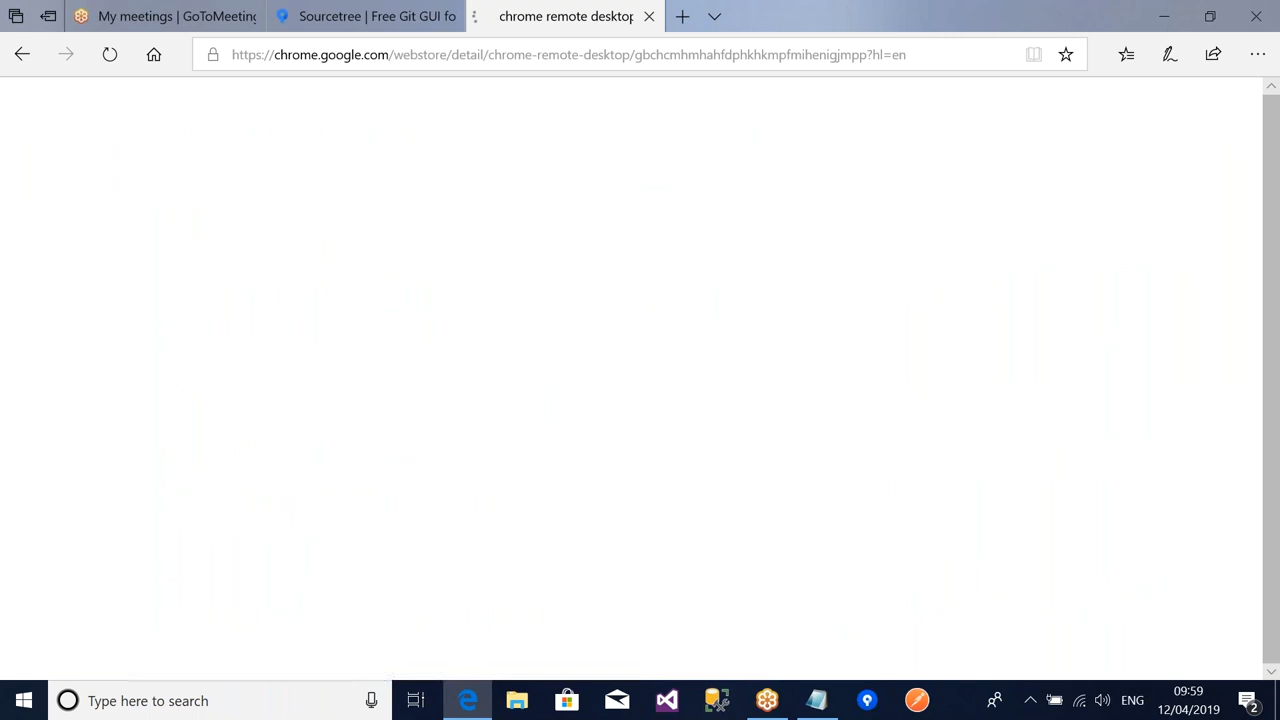 My meetings | GoToMeeting
Sourcetree | Free Git GUI fo
chrome remote desktop
https://chrome.google.com/webstore/detail/chrome-remote-desktop/gbchcmhmhahfdphkhkmpfmihenigjmpp?hl=en
Type here to search
ENG
09:59
12/04/2019
2